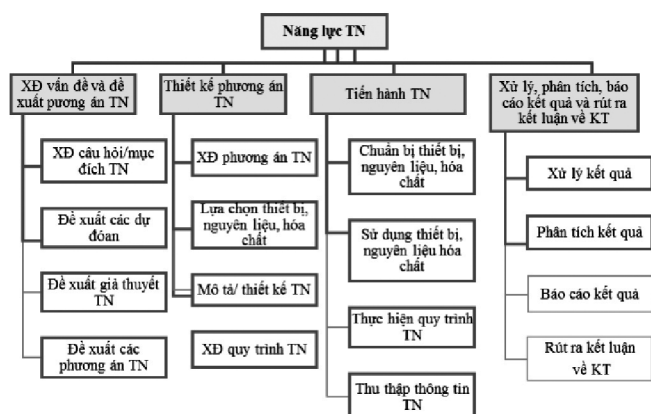 Năng lực TN
XĐ vấn đề và đề
xuất pương án TN
XĐ câu hỏi/mục
đích TN
Đề xuất các dự
đóan
Đề xuất giả thuyết
TN
Đề xuất các
phương án TN
Thiết kế phương án
TN
XĐ phương án TN
Lựa chọn thiết bị,
nguyên liệu, hóa
chất
Mô tả/ thiết kế TN
XĐ quy trình TN
Tiến hành TN
Chuẩn bị thiết bị,
nguyên liệu, hóa
chất
Sử dụng thiết bị,
nguyên liệu hóa
chất
Thực hiện quy trình
TN
Thu thập thông tin
TN
Xử lý, phân tích, báo
cáo kết quả và rút ra
kết luận về KT
Xử lý kết quả
Phân tích kết quả
Báo cáo kết quả
Rút ra kết luận
về KT